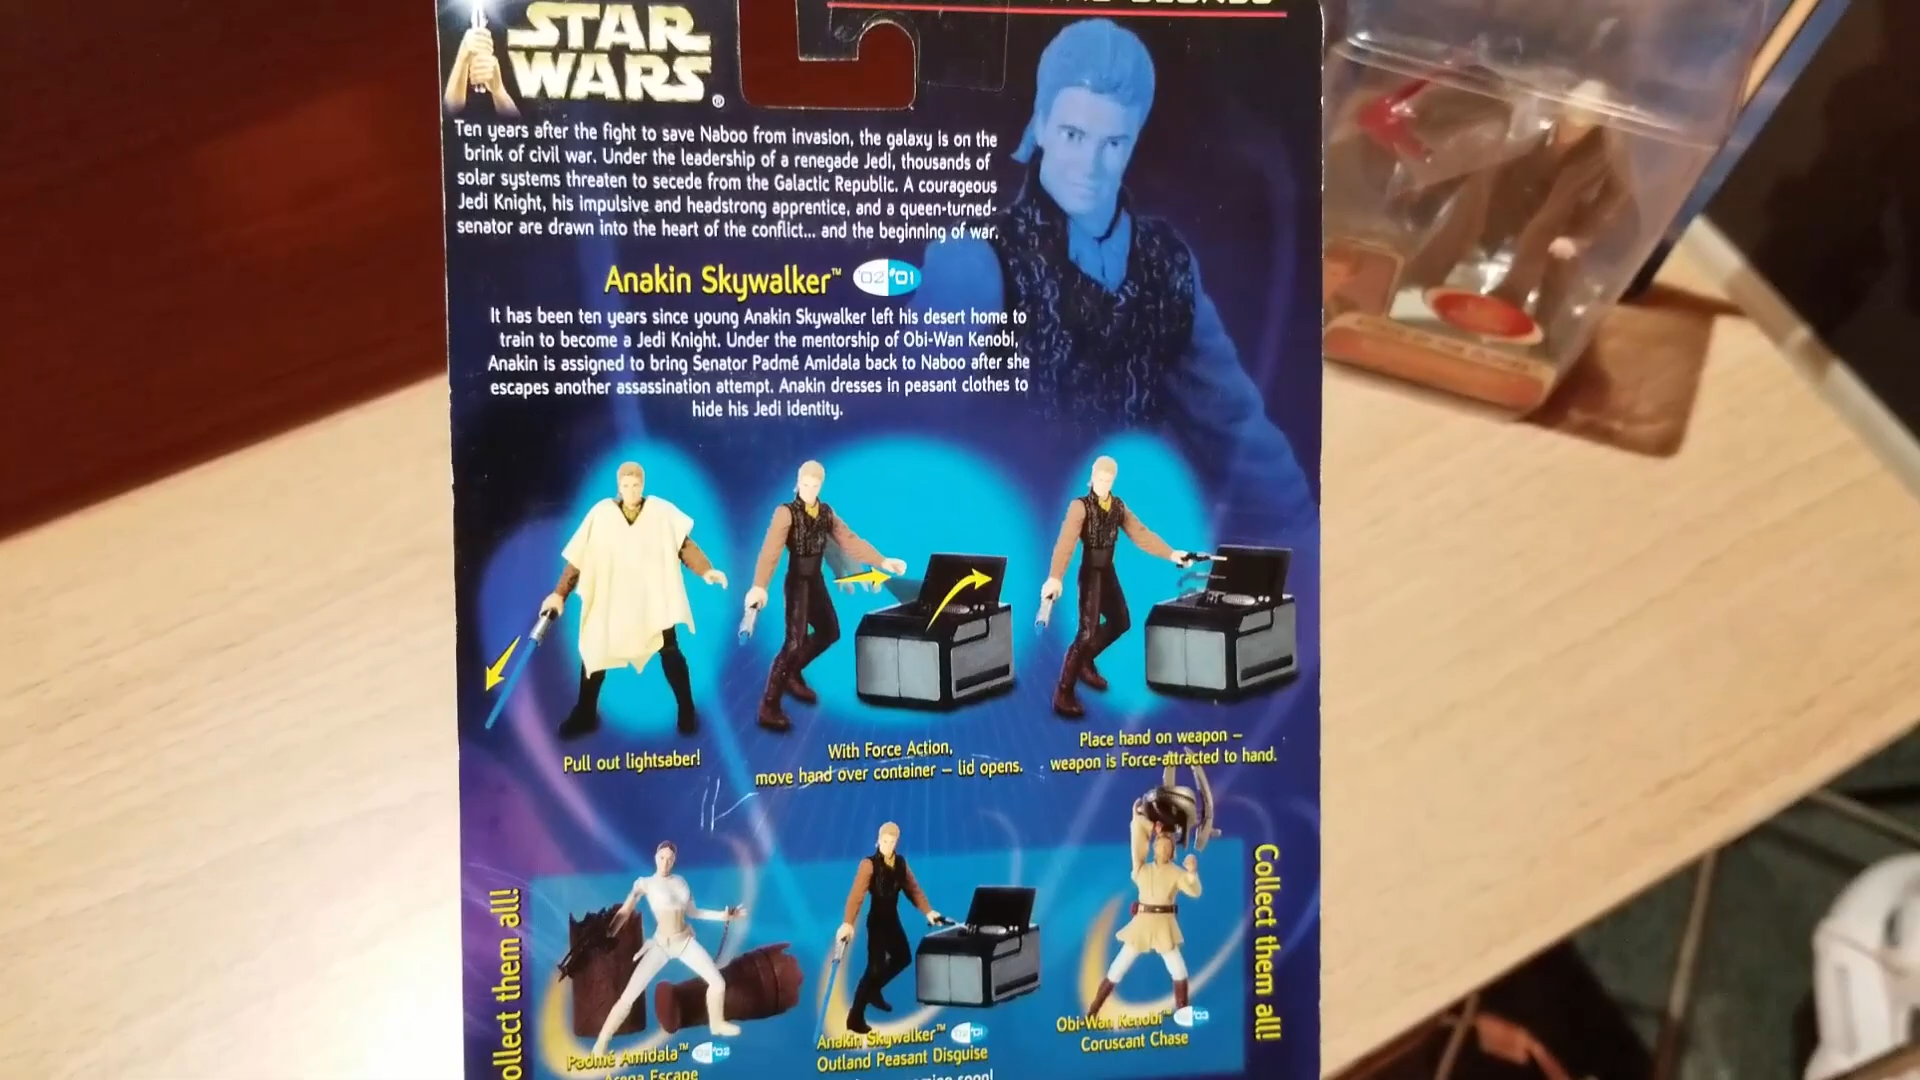 STAR
WARS®
Ten years after the fight to save Naboo from invasion, the galaxy is on the
brink of civil war. Under the leadership of a renegade Jedi, thousands of
solar systems threaten to secede from the Galactic Republic. A courageous
Jedi Knight, his impulsive and headstrong apprentice, and a queen-turned-
senator are drawn into the heart of the conflict... and the beginning of war.
Anakin Skywalker™ '02 #01
It has been ten years since young Anakin Skywalker left his desert home to
train to become a Jedi Knight. Under the mentorship of Obi-Wan Kenobi,
Anakin is assigned to bring Senator Padmé Amidala back to Naboo after she
escapes another assassination attempt. Anakin dresses in peasant clothes to
hide his Jedi identity.
Pull out lightsaber!
With Force Action,
move hand over container – lid opens.
Place hand on weapon –
weapon is Force-attracted to hand.
Collect them all!
Padmé Amidala™
Arena Escape
Anakin Skywalker™
Outland Peasant Disguise
Obi-Wan Kenobi™
Coruscant Chase
Collect them all!
soon!